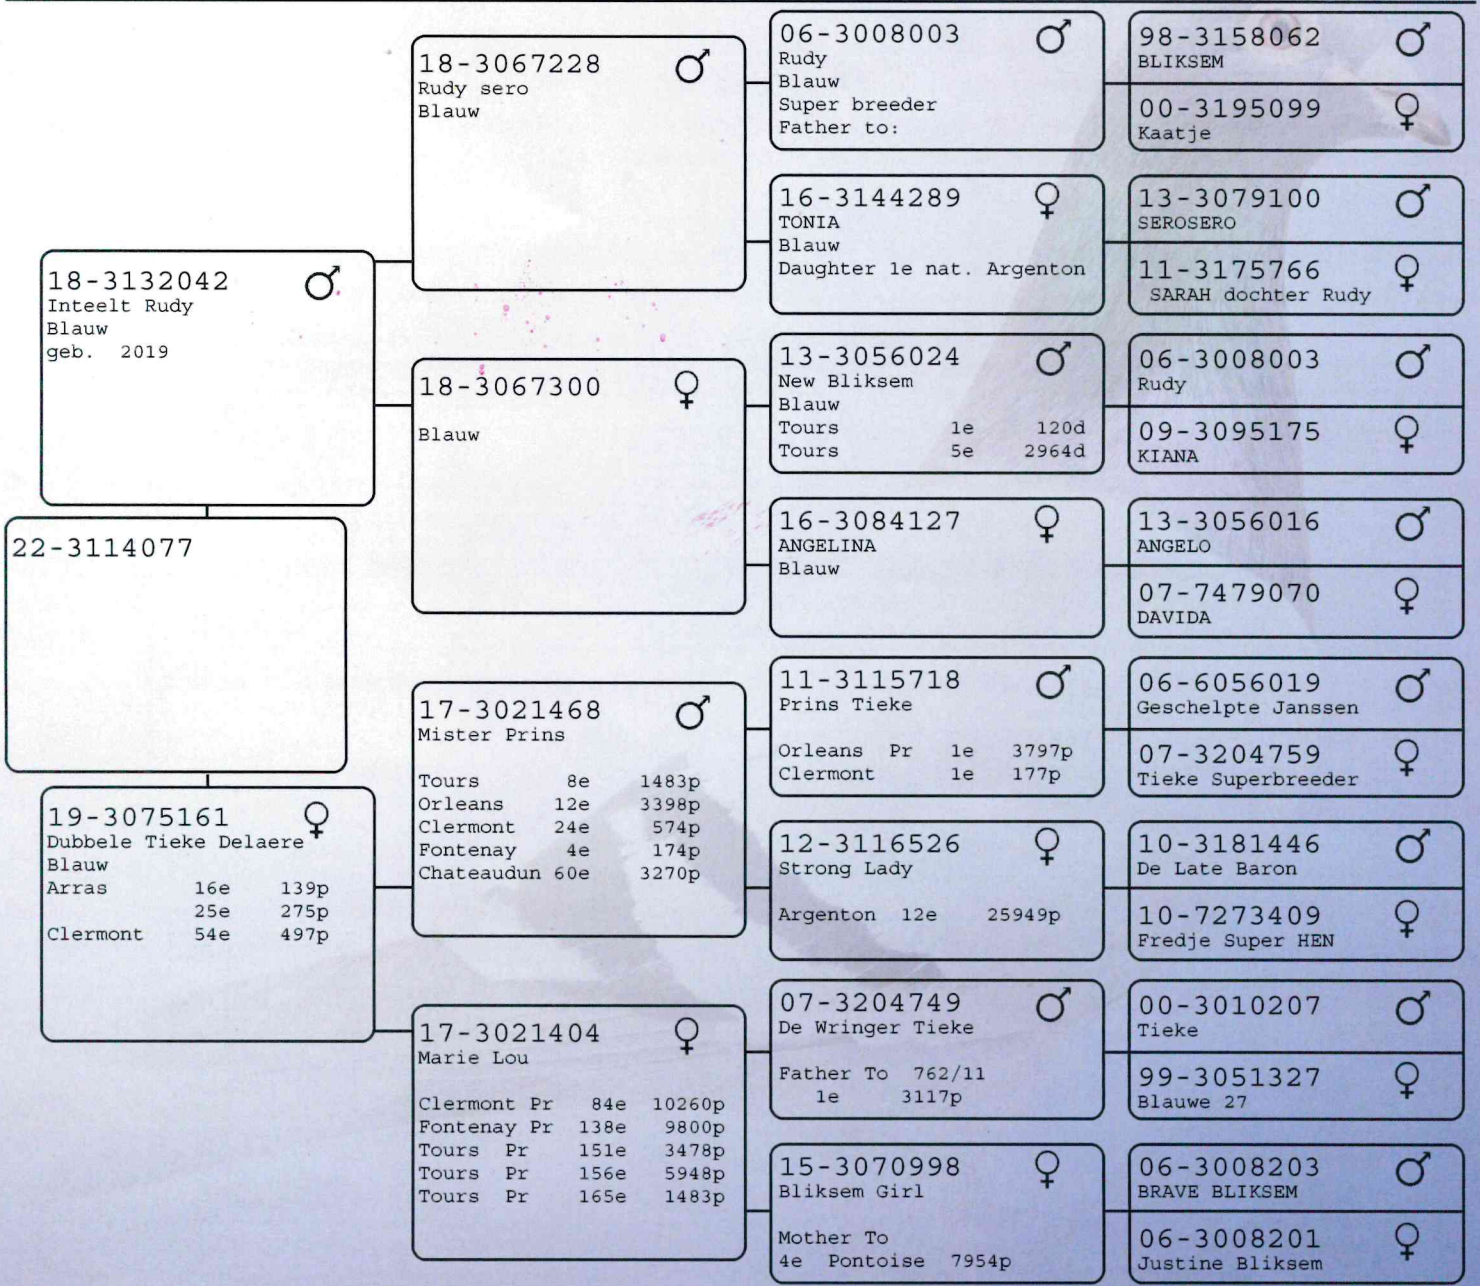 22-3114077
18-3132042 ♂
Inteelt Rudy
Blauw
geb. 2019
19-3075161 ♀
Dubbele Tieke Delaere
Blauw
Arras 16e 139p
25e 275p
Clermont 54e 497p
18-3067228 ♂
Rudy sero
Blauw
18-3067300 ♀
Blauw
17-3021468 ♂
Mister Prins
Tours 8e 1483p
Orleans 12e 3398p
Clermont 24e 574p
Fontenay 4e 174p
Chateaudun 60e 3270p
17-3021404 ♀
Marie Lou
Clermont Pr 84e 10260p
Fontenay Pr 138e 9800p
Tours Pr 151e 3478p
Tours Pr 156e 5948p
Tours Pr 165e 1483p
06-3008003 ♂
Rudy
Blauw
Super breeder
Father to:
16-3144289 ♀
TONIA
Blauw
Daughter 1e nat. Argenton
13-3056024 ♂
New Bliksem
Blauw
Tours 1e 120d
Tours 5e 2964d
16-3084127 ♀
ANGELINA
Blauw
11-3115718 ♂
Prins Tieke
Orleans Pr 1e 3797p
Clermont 1e 177p
12-3116526 ♀
Strong Lady
Argenton 12e 25949p
07-3204749 ♂
De Wringer Tieke
Father To 762/11
1e 3117p
15-3070998 ♀
Bliksem Girl
Mother To
4e Pontoise 7954p
98-3158062 ♂
BLIKSEM
00-3195099 ♀
Kaatje
13-3079100 ♂
SEROSERO
11-3175766 ♀
SARAH dochter Rudy
06-3008003 ♂
Rudy
09-3095175 ♀
KIANA
13-3056016 ♂
ANGELO
07-7479070 ♀
DAVIDA
06-6056019 ♂
Geschelpte Janssen
07-3204759 ♀
Tieke Superbreeder
10-3181446 ♂
De Late Baron
10-7273409 ♀
Fredje Super HEN
00-3010207 ♂
Tieke
99-3051327 ♀
Blauwe 27
06-3008203 ♂
BRAVE BLIKSEM
06-3008201 ♀
Justine Bliksem